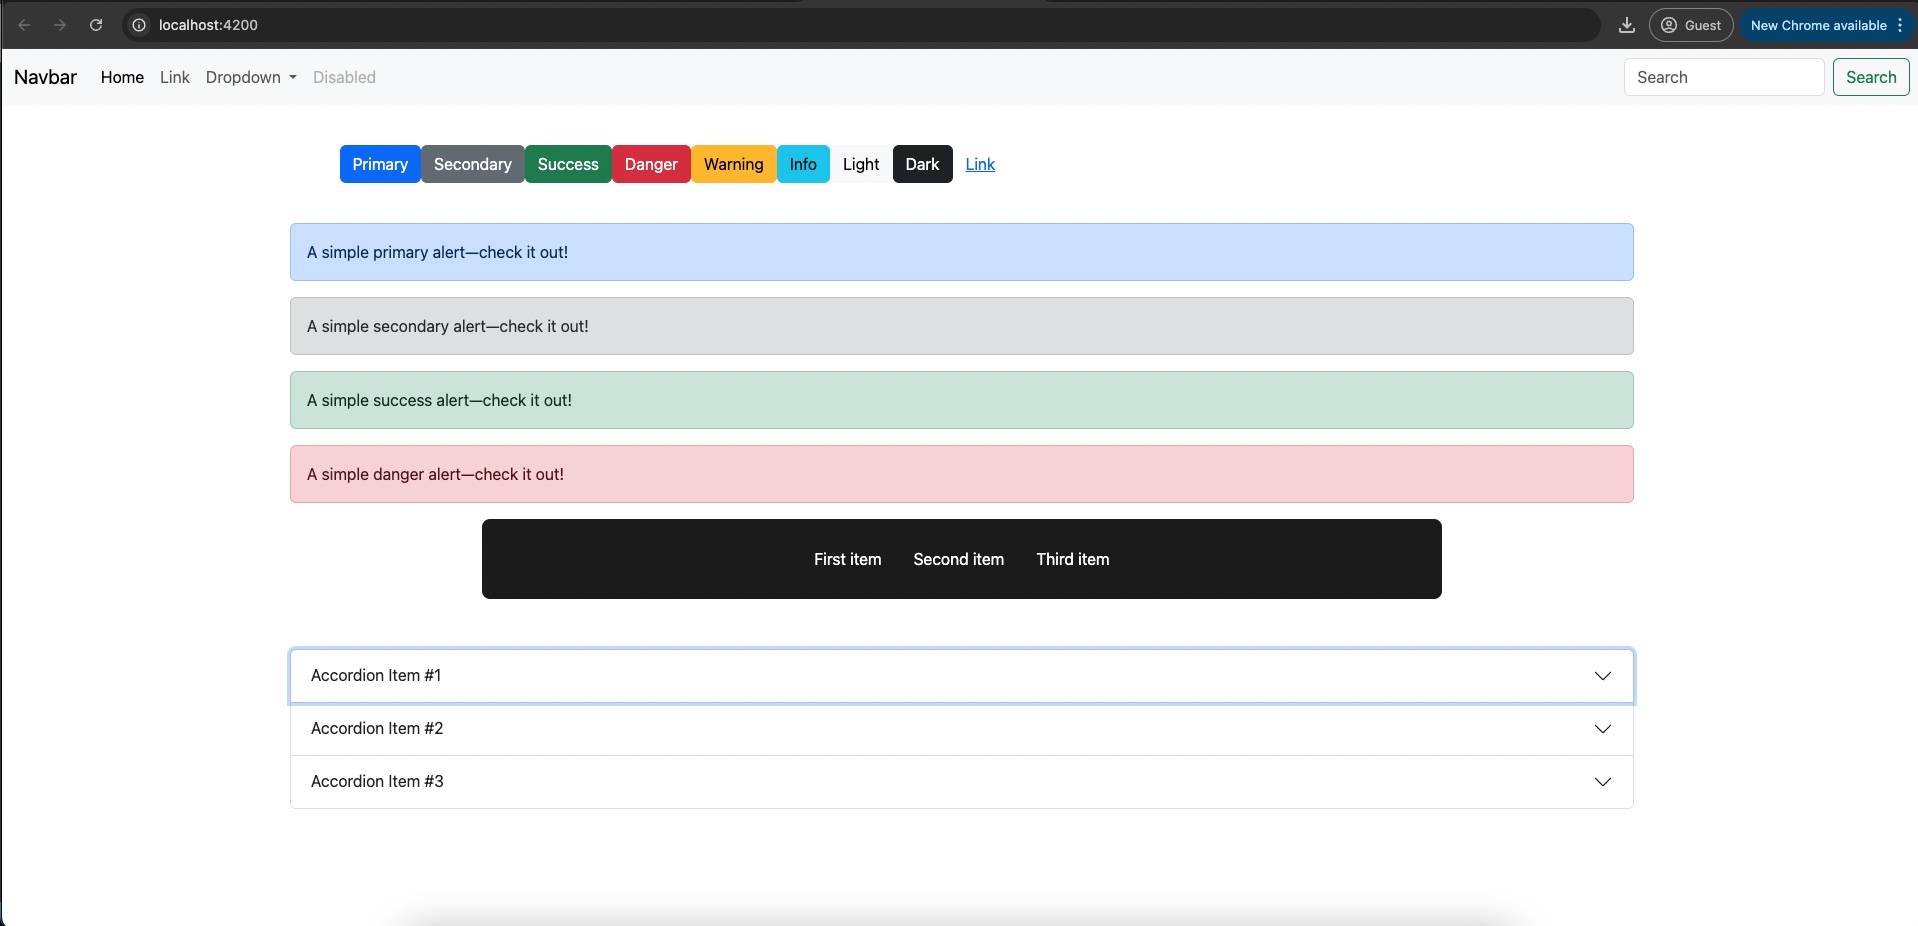 localhost:4200
Guest
New Chrome available
Navbar Home Link Dropdown Disabled Search Search
Primary Secondary Success Danger Warning Info Light Dark Link
A simple primary alert—check it out!
A simple secondary alert—check it out!
A simple success alert—check it out!
A simple danger alert—check it out!
First item Second item Third item
Accordion Item #1
Accordion Item #2
Accordion Item #3